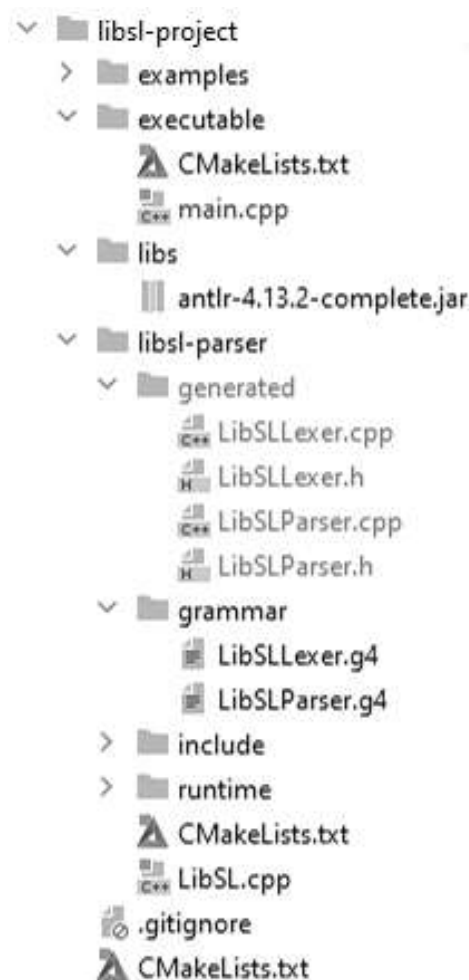 libsl-project
examples
executable
CMakeLists.txt
main.cpp
libs
antlr-4.13.2-complete.jar
libsl-parser
generated
LibSLLexer.cpp
LibSLLexer.h
LibSLParser.cpp
LibSLParser.h
grammar
LibSLLexer.g4
LibSLParser.g4
include
runtime
CMakeLists.txt
LibSL.cpp
.gitignore
CMakeLists.txt